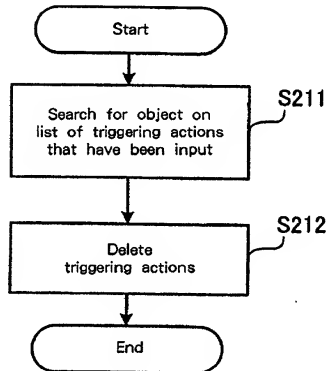 Start
Search for object on
list of triggering actions
that have been input
S211
Delete
triggering actions
S212
End